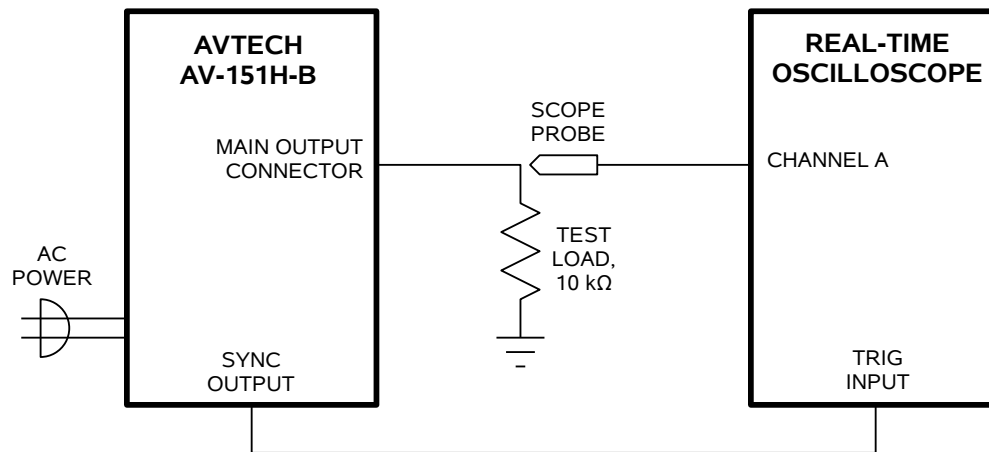 AVTECH
AV-151H-B
MAIN OUTPUT
CONNECTOR
AC
POWER
SYNC
OUTPUT
SCOPE
PROBE
TEST
LOAD,
10 kΩ
REAL-TIME
OSCILLOSCOPE
CHANNEL A
TRIG
INPUT